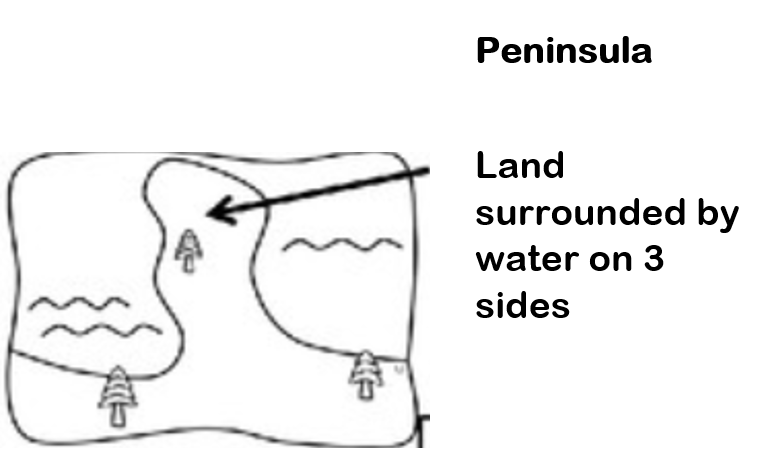 Peninsula
Land
surrounded by
water on 3
sides